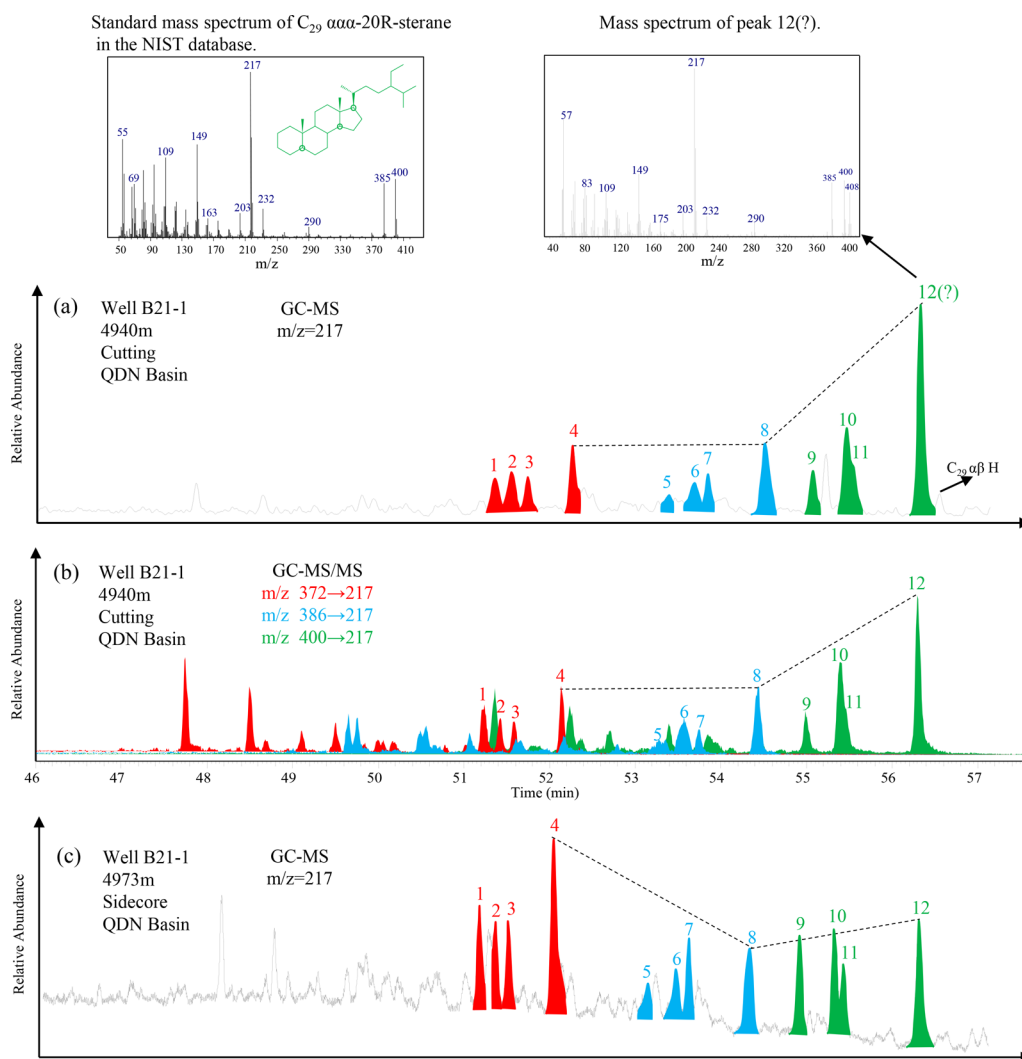 Standard mass spectrum of C₂₉ ααα-20R-sterane
in the NIST database.
Mass spectrum of peak 12(?).
217
55
149
109
69
163
203
232
290
385
400
50 90 130 170 210 250 290 330 370 401
m/z
217
57
83
109
149
175
203
232
290
385
400
408
40 80 120 160 200 240 280 320 360 400
m/z
(a)
Well B21-1
4940m
Cutting
QDN Basin
GC-MS
m/z=217
Relative Abundance
1
2
3
4
5
6
7
8
9
10
11
12(?)
C₂₉ αβ H
(b)
Well B21-1
4940m
Cutting
QDN Basin
GC-MS/MS
m/z 372→217
m/z 386→217
m/z 400→217
Relative Abundance
1
2
3
4
5
6
7
8
9
10
11
12
46 47 48 49 50 51 52 53 54 55 56 57
Time (min)
(c)
Well B21-1
4973m
Sidecore
QDN Basin
GC-MS
m/z=217
Relative Abundance
1
2
3
4
5
6
7
8
9
10
11
12